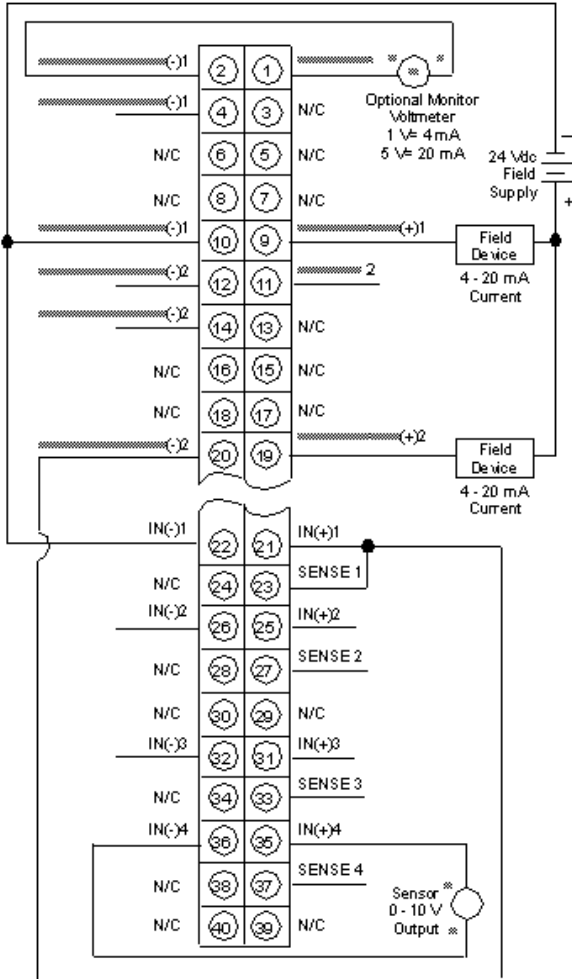 (-)1 2 1
Optional Monitor
Voltmeter
1 V= 4 mA
5 V= 20 mA
(-)1 4 3 N/C
24 Vdc
Field
Supply
-
+
N/C 6 5 N/C
N/C 8 7 N/C
(-)1 10 9 (+)1
Field
Device
4 - 20 mA
Current
(-)2 12 11 2
(-)2 14 13 N/C
N/C 16 15 N/C
N/C 18 17 N/C
(-)2 20 19 (+)2
Field
Device
4 - 20 mA
Current
IN(-)1 22 21 IN(+)1
N/C 24 23 SENSE 1
IN(-)2 26 25 IN(+)2
N/C 28 27 SENSE 2
N/C 30 29 N/C
IN(-)3 32 31 IN(+)3
N/C 34 33 SENSE 3
IN(-)4 36 35 IN(+)4
N/C 38 37 SENSE 4
Sensor
0 - 10 V
Output
N/C 40 39 N/C